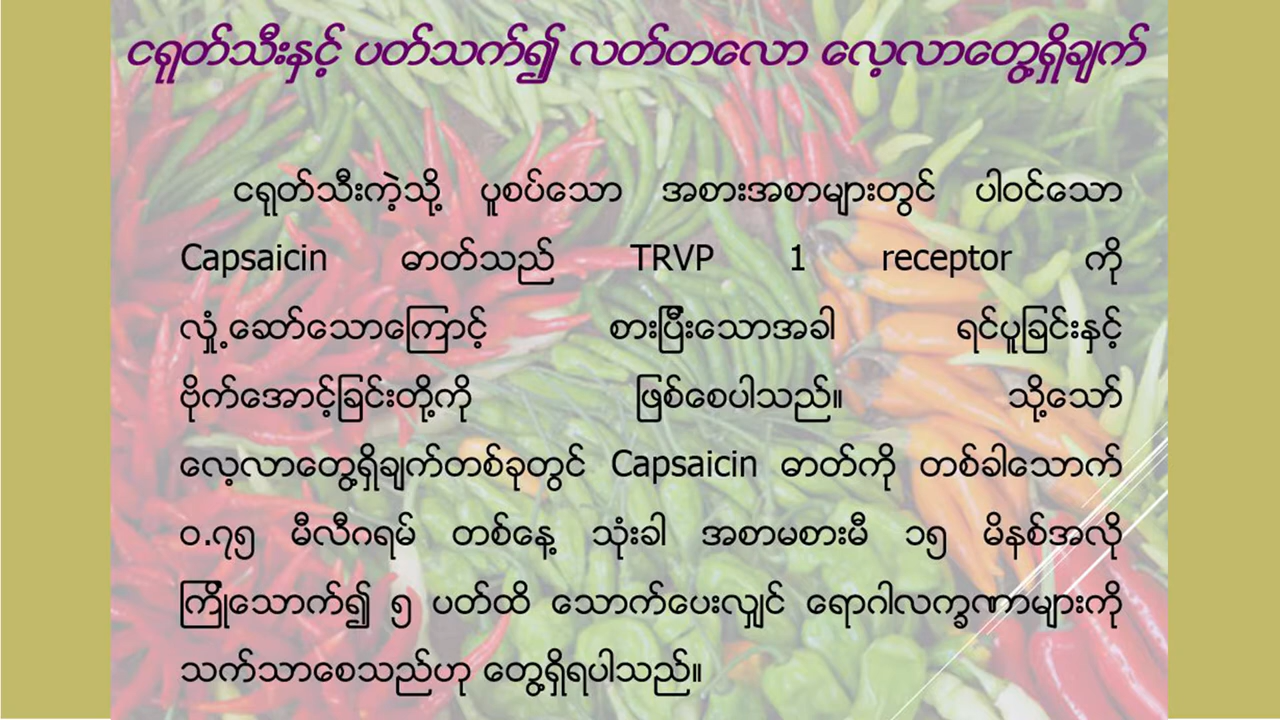 ငရုတ်သီးနှင့် ပတ်သက်၍ လတ်တလော လေ့လာတွေ့ရှိချက်
ငရုတ်သီးကဲ့သို့ ပူစပ်သော အစားအစာများတွင် ပါဝင်သော
Capsaicin ဓာတ်သည် TRVP 1 receptor ကို
လှုံ့ဆော်သောကြောင့် စားပြီးသောအခါ ရင်ပူခြင်းနှင့်
ဗိုက်အောင့်ခြင်းတို့ကို ဖြစ်စေပါသည်။ သို့သော်
လေ့လာတွေ့ရှိချက်တစ်ခုတွင် Capsaicin ဓာတ်ကို တစ်ခါသောက်
ဝ.၇၅ မီလီဂရမ် တစ်နေ့ သုံးခါ အစာမစားမီ ၁၅ မိနစ်အလို
ကြိုသောက်၍ ၅ ပတ်ထိ သောက်ပေးလျှင် ရောဂါလက္ခဏာများကို
သက်သာစေသည်ဟု တွေ့ရှိရပါသည်။